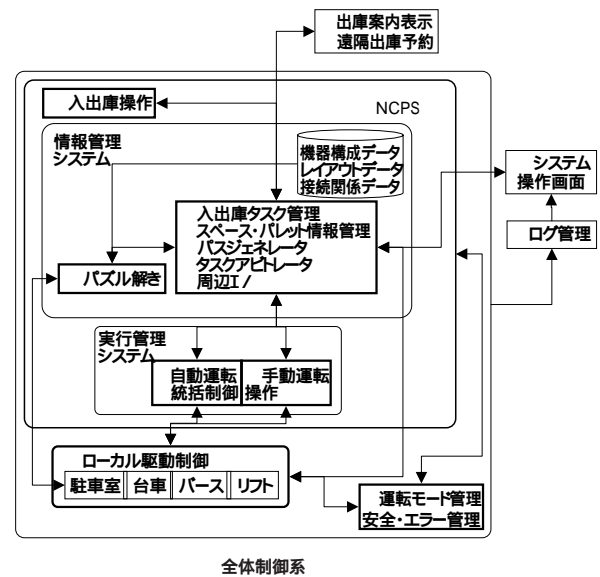 出庫案内表示
遠隔出庫予約
入出庫操作
NCPS
情報管理
システム
機器構成データ
レイアウトデータ
接続関係データ
システム
操作画面
入出庫タスク管理
スペース・パレット情報管理
パスジェネレータ
タスクアビトレータ
周辺I/
ログ管理
パズル解き
実行管理
システム
自動運転
統括制御
手動運転
操作
ローカル駆動制御
駐車室 台車 バース リフト
運転モード管理
安全・エラー管理
全体制御系